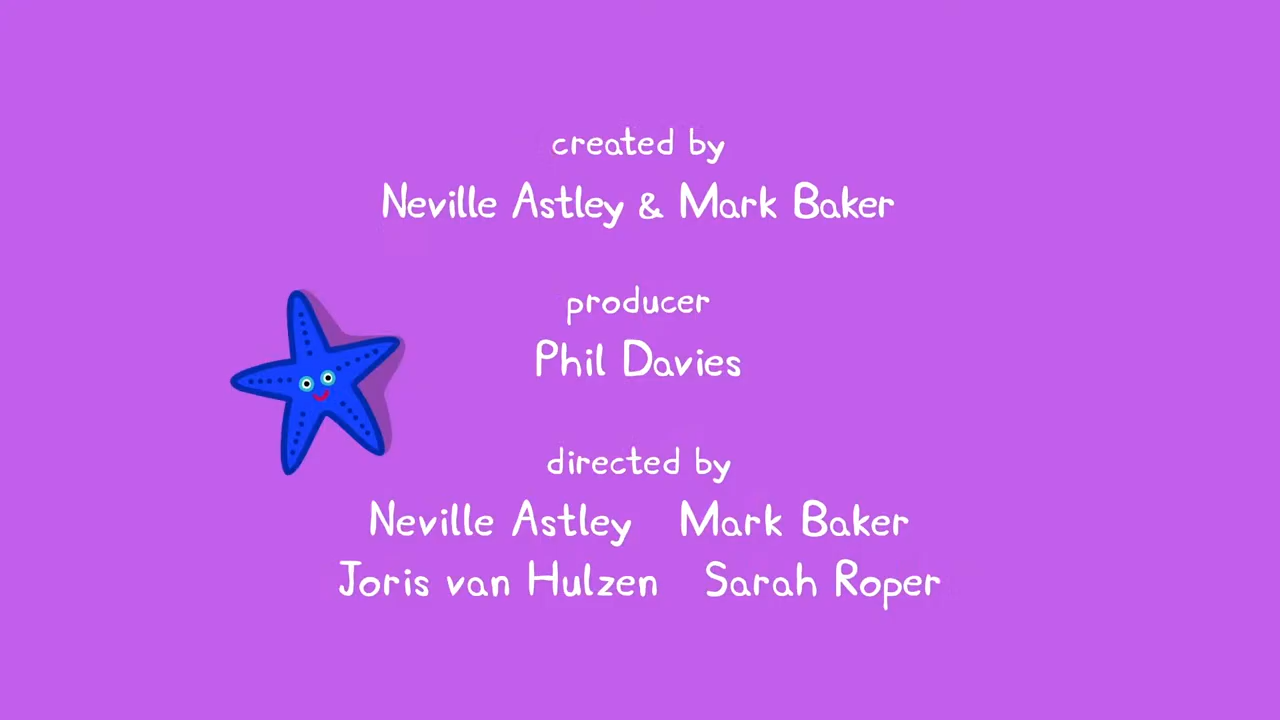 created by
Neville Astley & Mark Baker
producer
Phil Davies
directed by
Neville Astley Mark Baker
Joris van Hulzen Sarah Roper